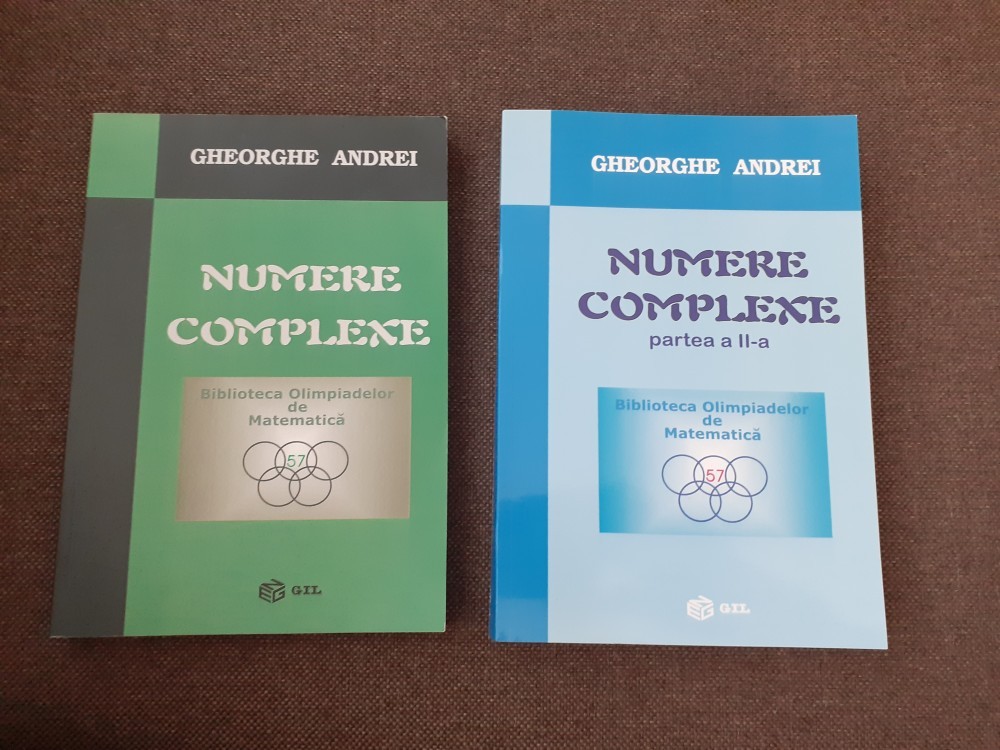 GHEORGHE ANDREI
NUMERE
COMPLEXE
Biblioteca Olimpiadelor
de
Matematică
57
GIL
GHEORGHE ANDREI
NUMERE
COMPLEXE
partea a II-a
Biblioteca Olimpiadelor
de
Matematică
57
GIL